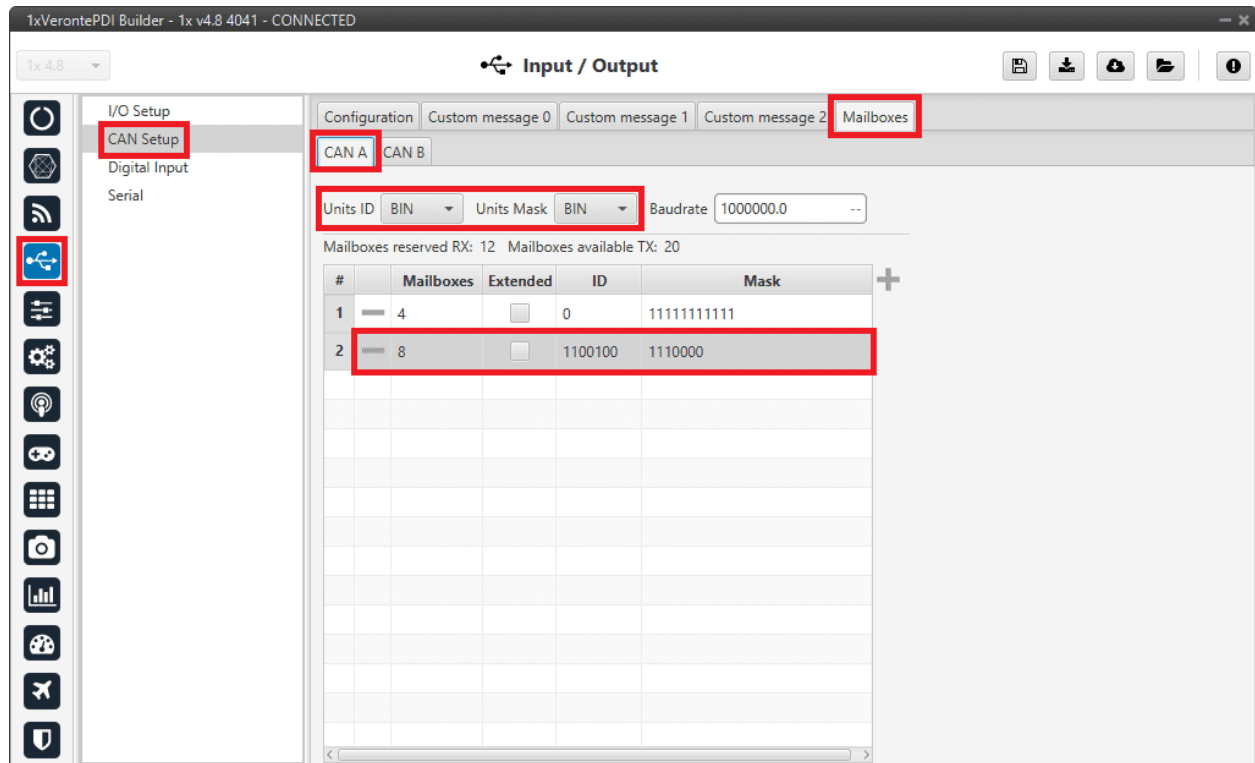 1xVerontePDI Builder - 1x v4.8 4041 - CONNECTED
1x 4.8
Input / Output
I/O Setup
CAN Setup
Digital Input
Serial
Configuration Custom message 0 Custom message 1 Custom message 2 Mailboxes
CAN A CAN B
Units ID BIN Units Mask BIN Baudrate 1000000.0 --
Mailboxes reserved RX: 12 Mailboxes available TX: 20
# Mailboxes Extended ID Mask
1 4 0 11111111111
2 8 1100100 1110000